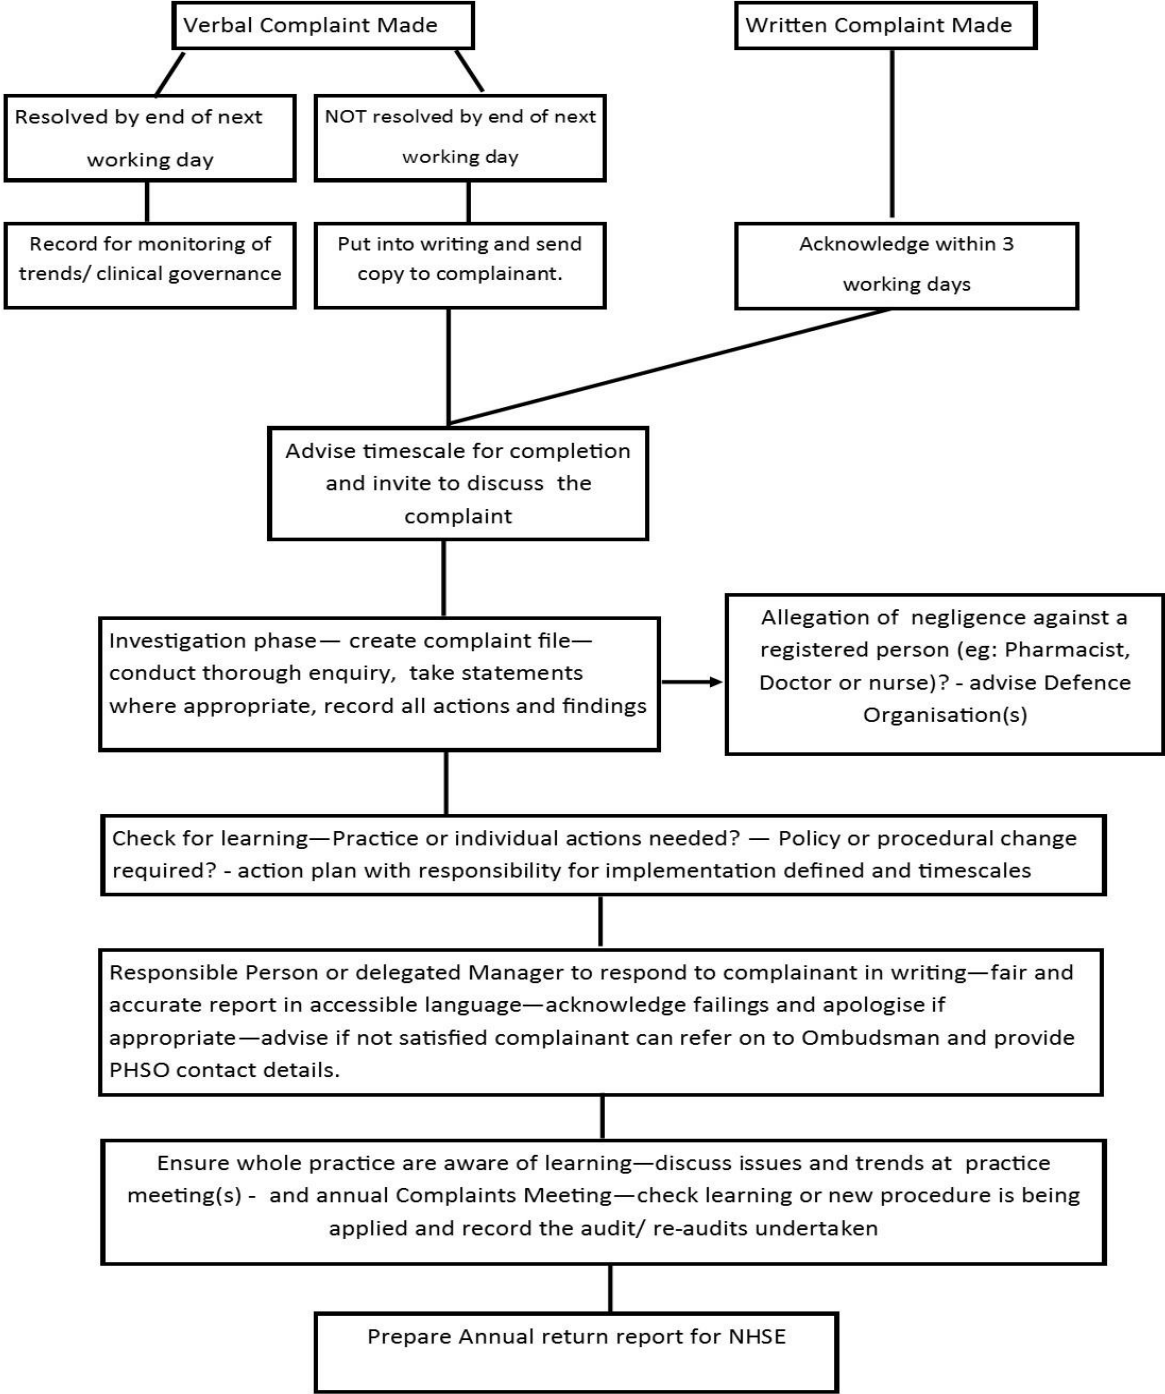 Verbal Complaint Made
Written Complaint Made
Resolved by end of next
working day
NOT resolved by end of next
working day
Record for monitoring of
trends/ clinical governance
Put into writing and send
copy to complainant.
Acknowledge within 3
working days
Advise timescale for completion
and invite to discuss the
complaint
Investigation phase— create complaint file—
conduct thorough enquiry, take statements
where appropriate, record all actions and findings
Allegation of negligence against a
registered person (eg: Pharmacist,
Doctor or nurse)? - advise Defence
Organisation(s)
Check for learning—Practice or individual actions needed? — Policy or procedural change
required? - action plan with responsibility for implementation defined and timescales
Responsible Person or delegated Manager to respond to complainant in writing—fair and
accurate report in accessible language—acknowledge failings and apologise if
appropriate—advise if not satisfied complainant can refer on to Ombudsman and provide
PHSO contact details.
Ensure whole practice are aware of learning—discuss issues and trends at practice
meeting(s) - and annual Complaints Meeting—check learning or new procedure is being
applied and record the audit/ re-audits undertaken
Prepare Annual return report for NHSE